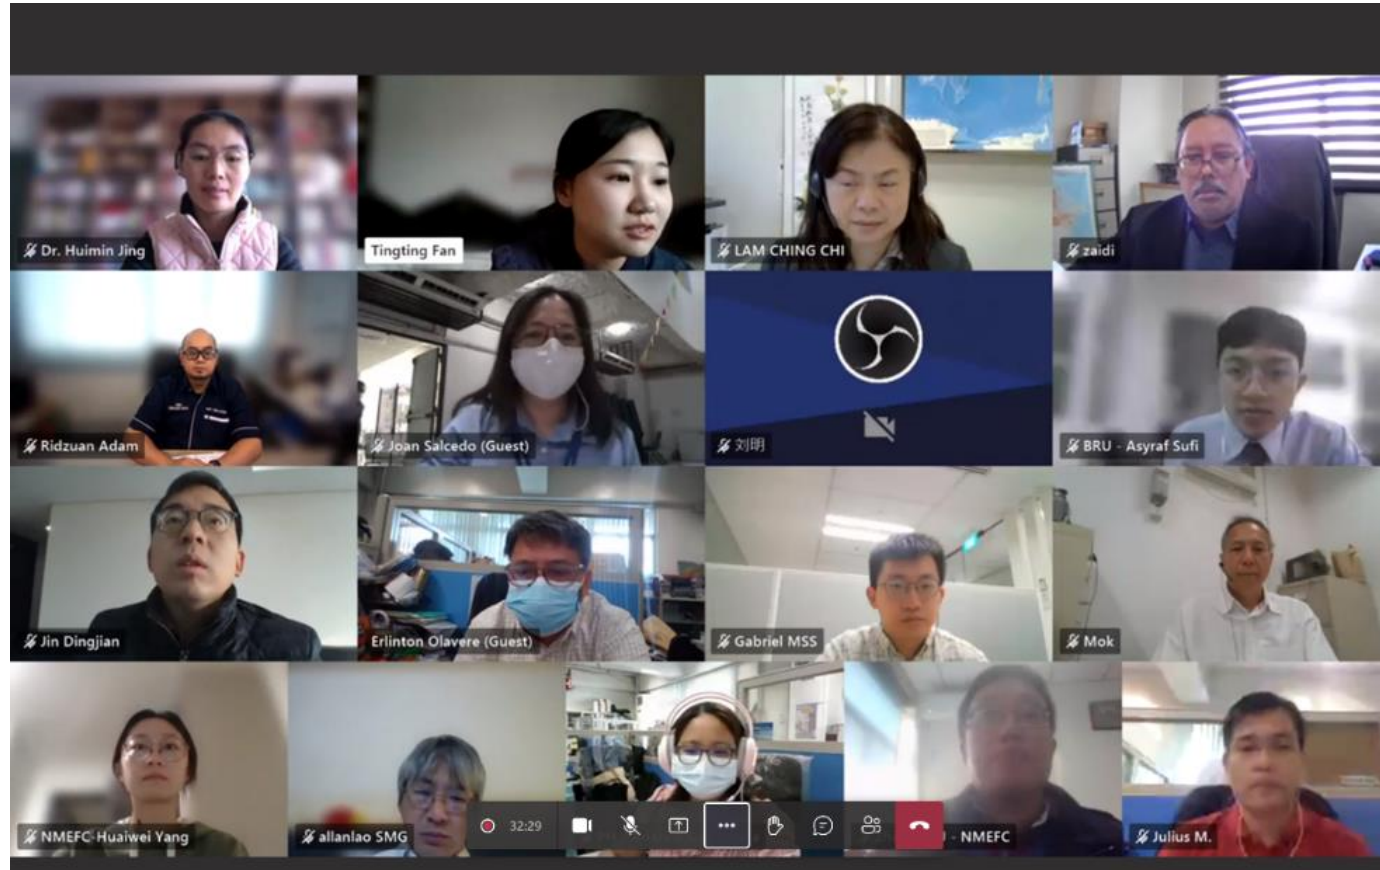 Dr. Huimin Jing
Tingting Fan
LAM CHING CHI
zaidi
Ridzuan Adam
Joan Salcedo (Guest)
刘明
BRU - Asyraf Sufi
Jin Dingjian
Erlinton Olavere (Guest)
Gabriel MSS
Mok
NMEFC-Huaiwei Yang
allanlao SMG
32:29
- NMEFC
Julius M.